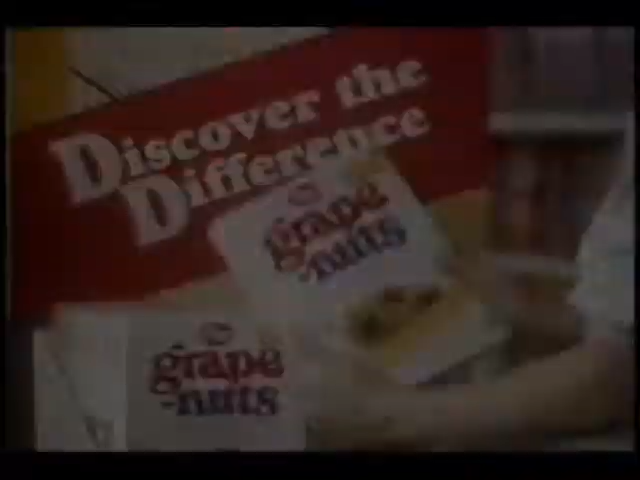 Discover the
Difference
grape
-nuts
grape
-nuts